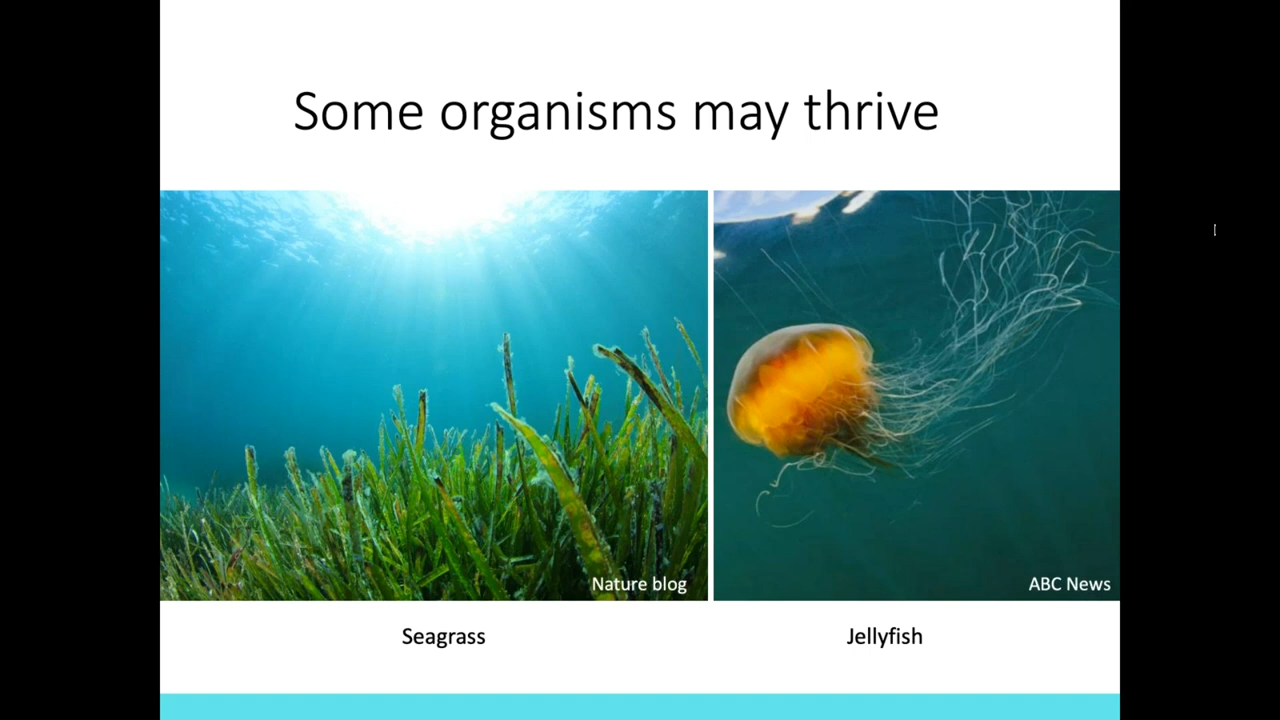 Some organisms may thrive
Nature blog
ABC News
Seagrass
Jellyfish